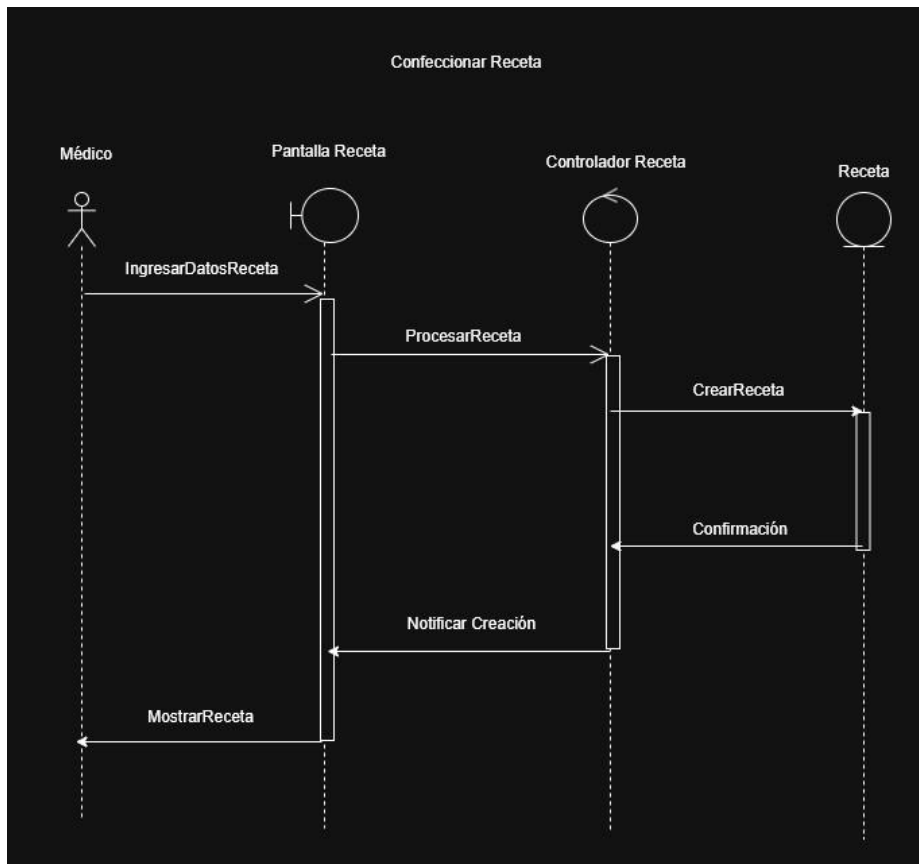 Confeccionar Receta
Médico
Pantalla Receta
Controlador Receta
Receta
IngresarDatosReceta
ProcesarReceta
CrearReceta
Confirmación
Notificar Creación
MostrarReceta